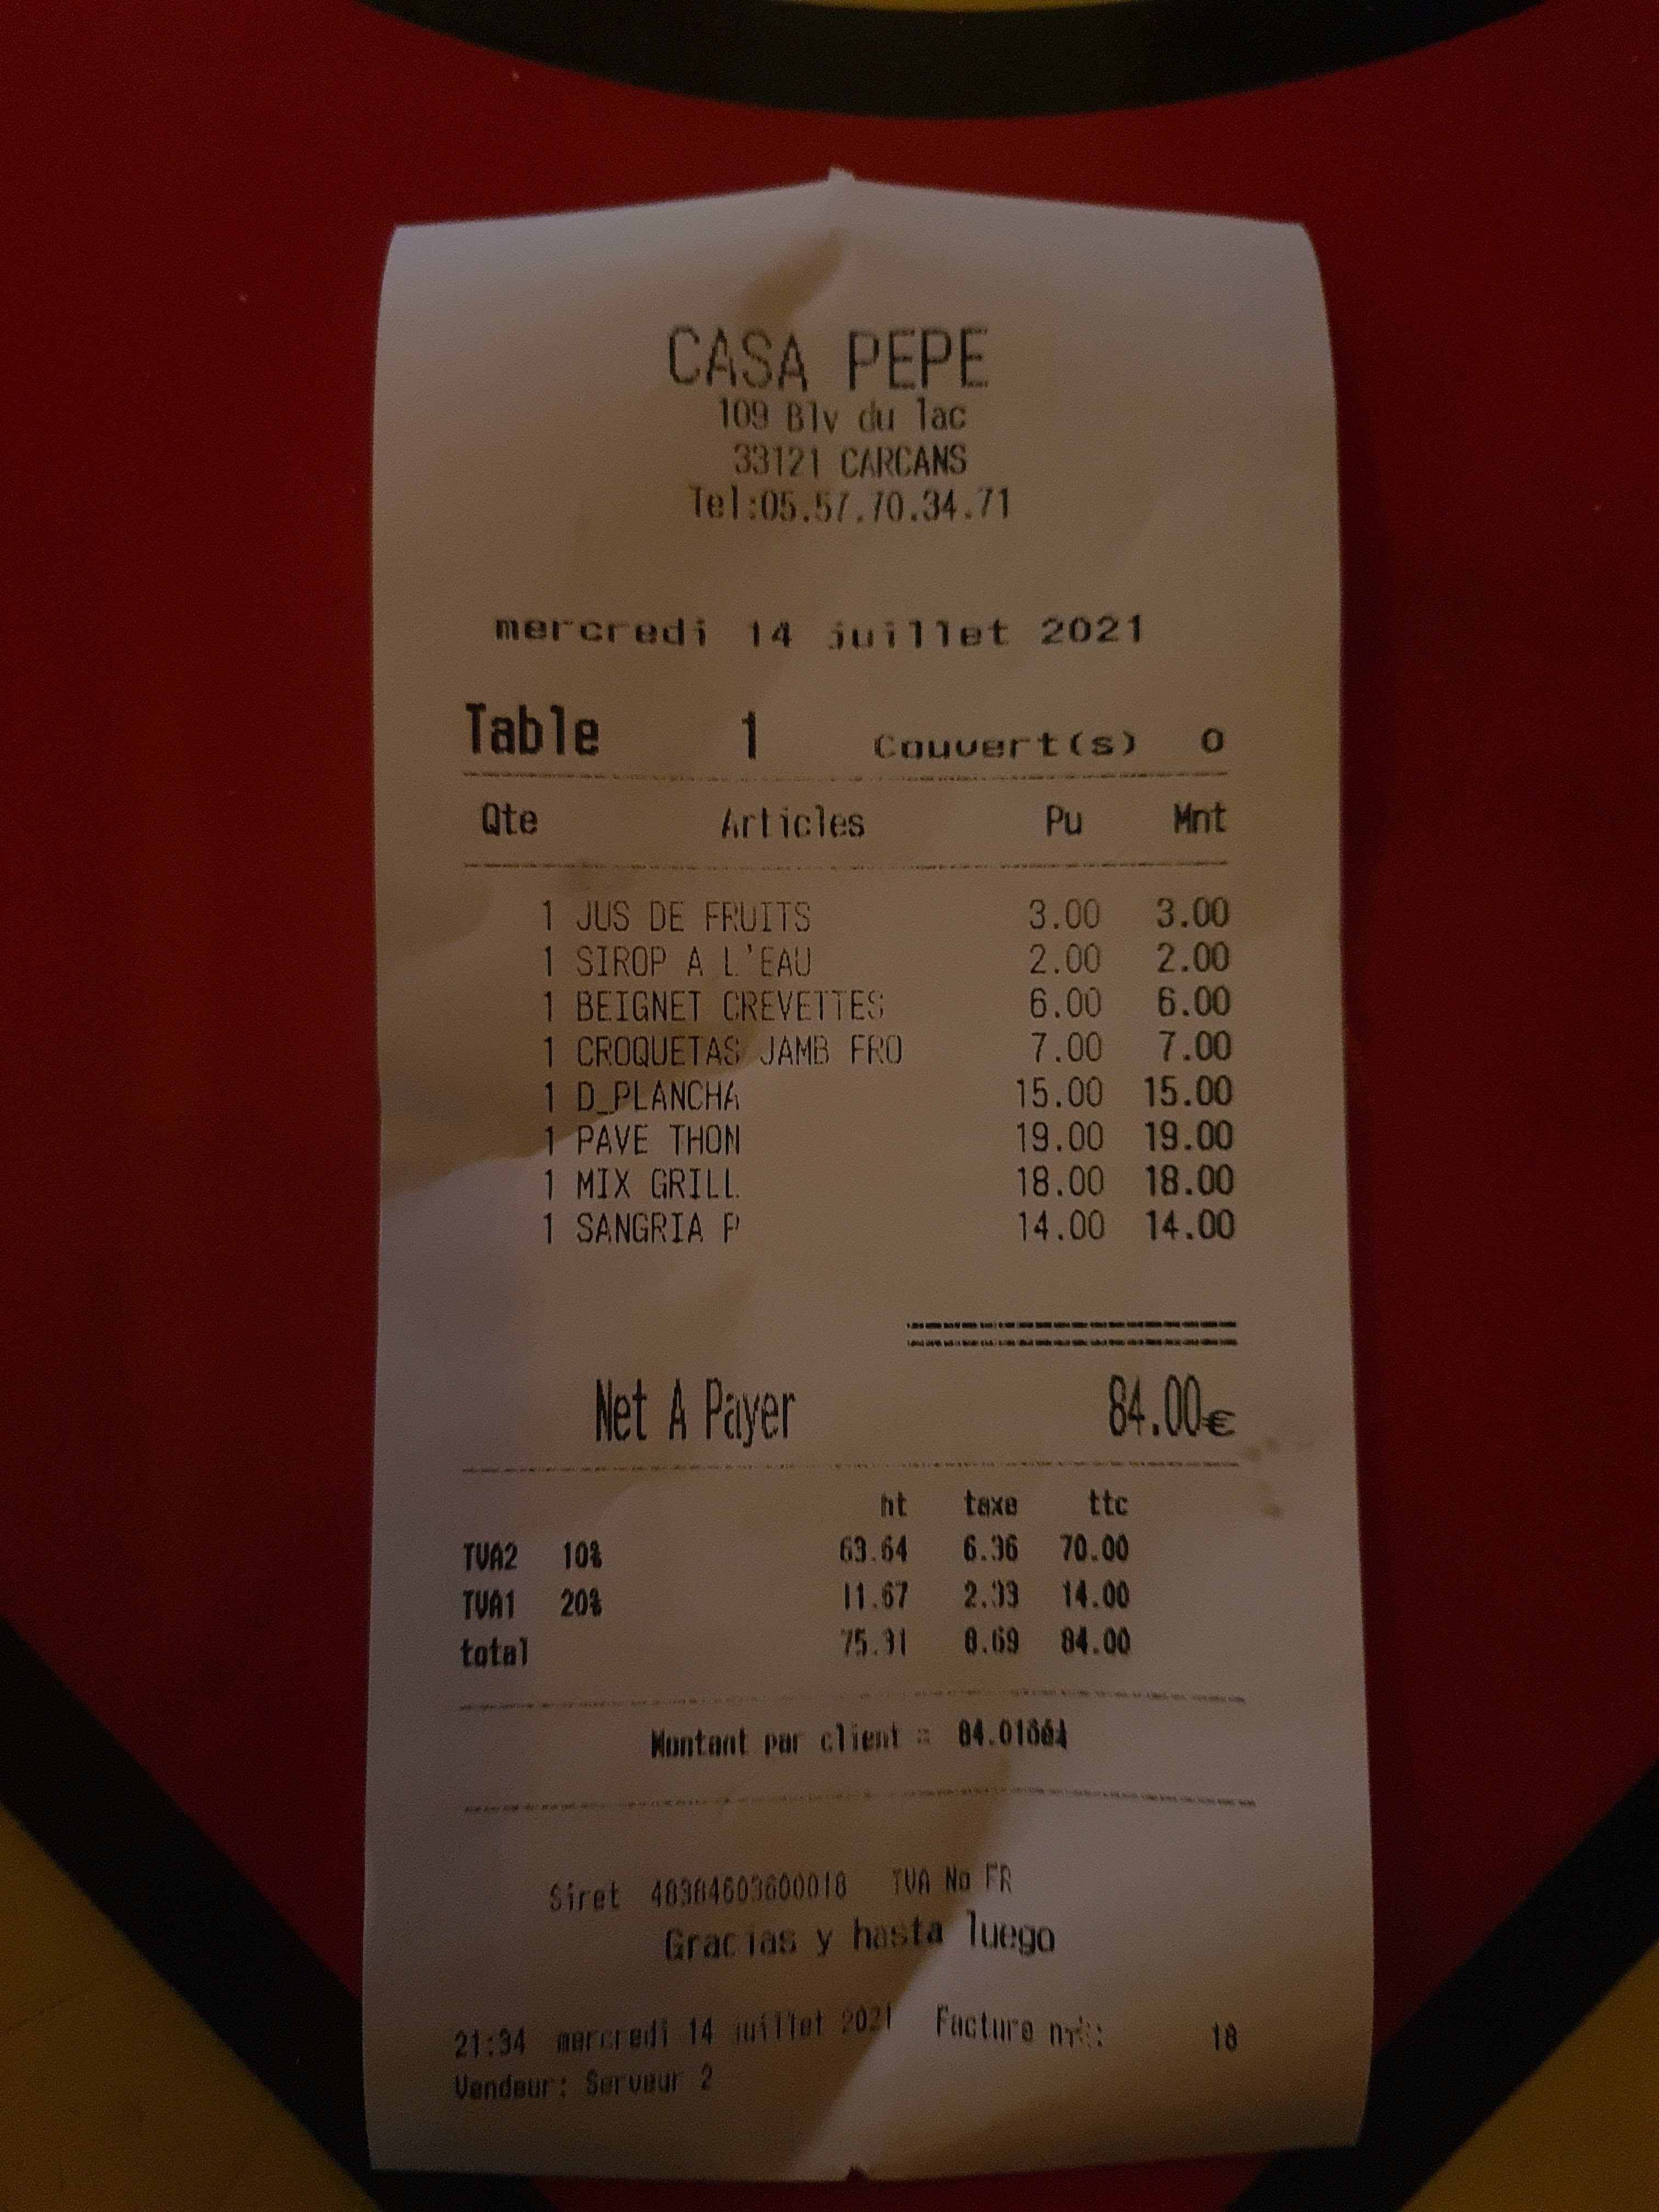 CASA PEPE
109 Blv du lac
33121 CARCANS
Tel:05.57.70.34.71
mercredi 14 juillet 2021
Table 1 Couvert(s) 0
Qte Articles Pu Mnt
1 JUS DE FRUITS 3.00 3.00
1 SIROP A L'EAU 2.00 2.00
1 BEIGNET CREVETTES 6.00 6.00
1 CROQUETAS JAMB FRO 7.00 7.00
1 D_PLANCHA 15.00 15.00
1 PAVE THON 19.00 19.00
1 MIX GRILL 18.00 18.00
1 SANGRIA P 14.00 14.00
Net A Payer 84.00€
ht taxe ttc
TVA2 10% 63.64 6.36 70.00
TVA1 20% 11.67 2.33 14.00
total 75.31 8.69 84.00
Montant par client =
Siret 48384603600018 TVA No FR
Gracias y hasta luego
21:34 mercredi 14 juillet 2021 Facture 18
Vendeur: Serveur 2